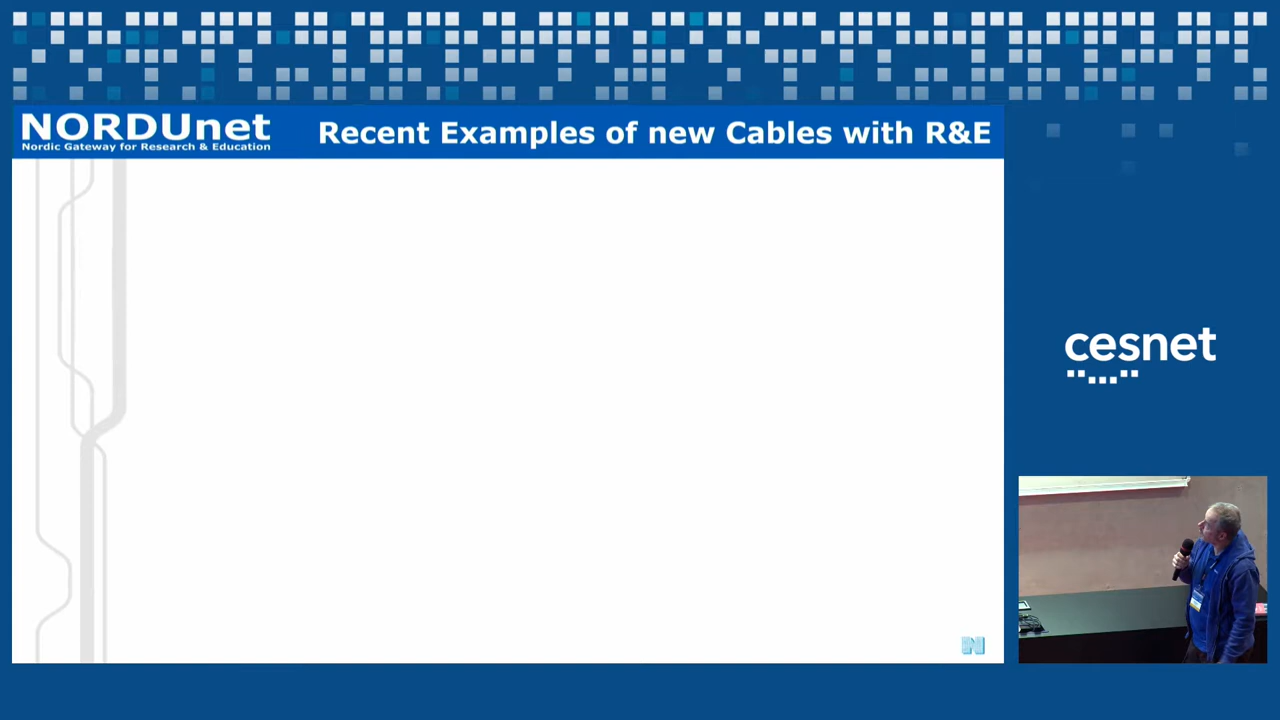 NORDUnet
Nordic Gateway for Research & Education
Recent Examples of new Cables with R&E
cesnet